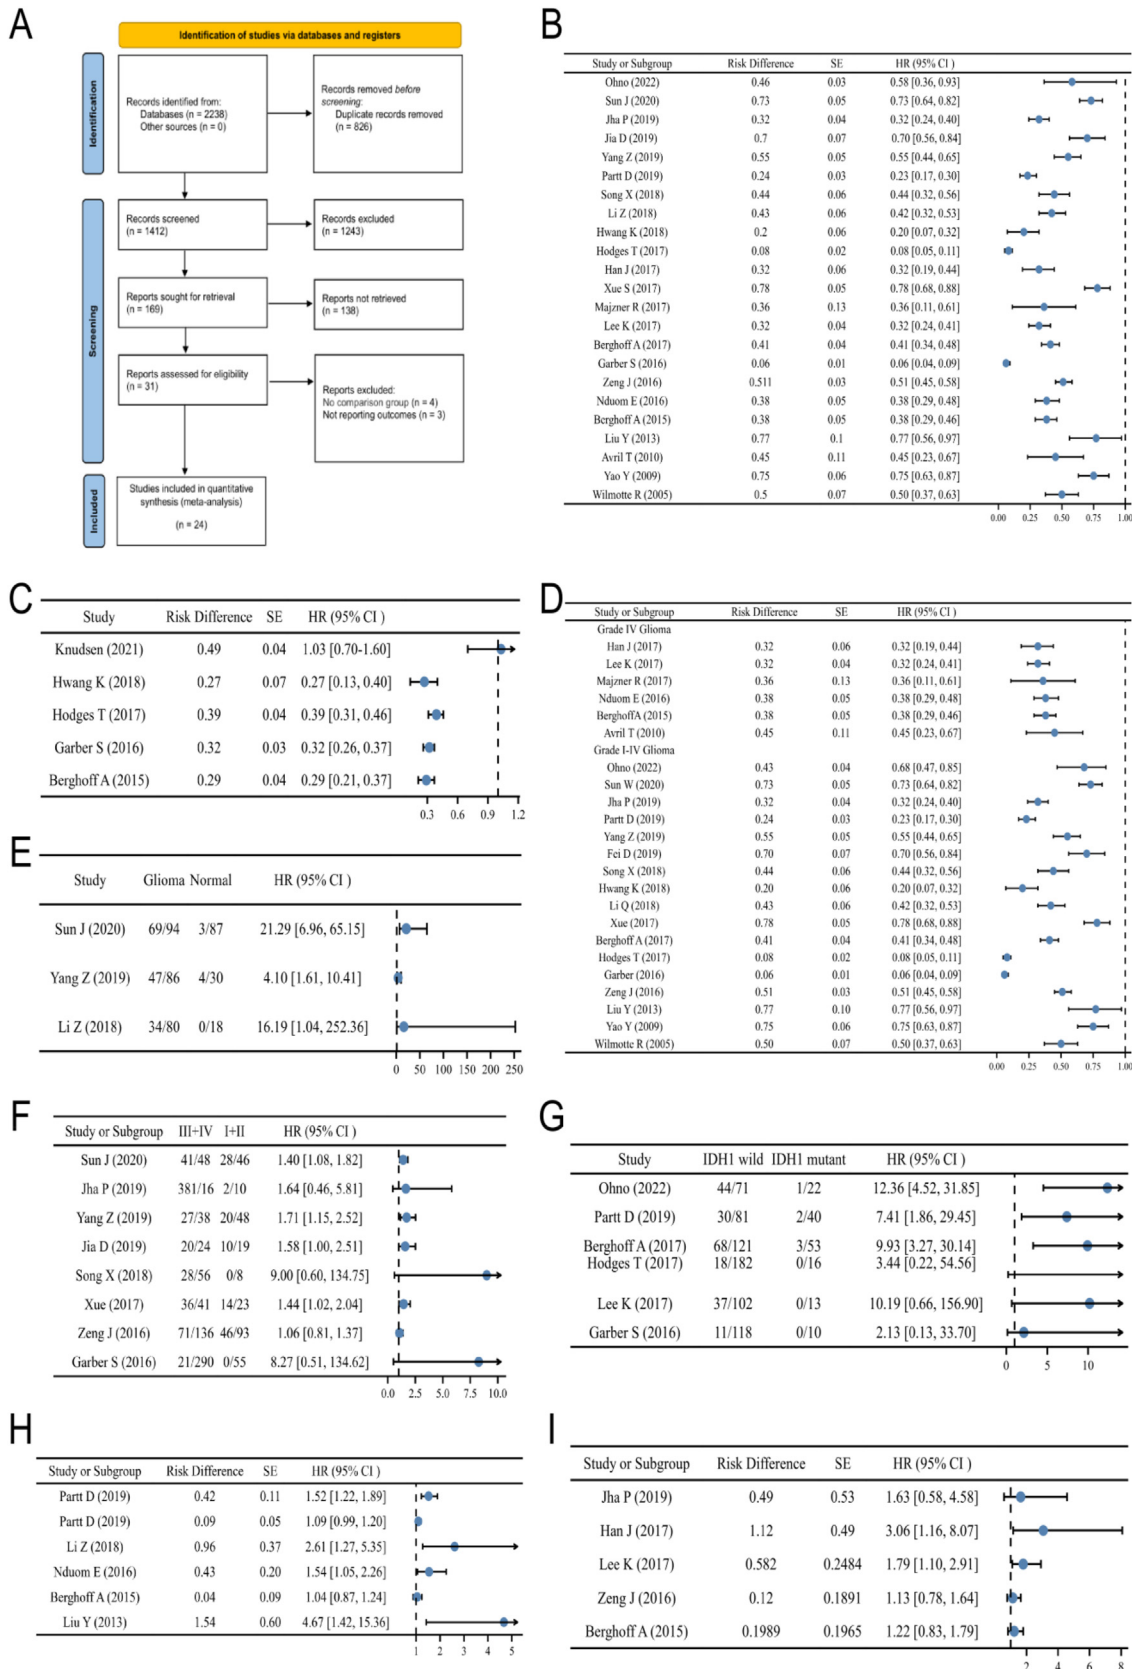 A
Identification of studies via databases and registers
Identification
Records identified from:
Databases (n = 2238)
Other sources (n = 0)
Records removed before
screening:
Duplicate records removed
(n = 826)
Screening
Records screened
(n = 1412)
Records excluded
(n = 1243)
Reports sought for retrieval
(n = 169)
Reports not retrieved
(n = 138)
Reports assessed for eligibility
(n = 31)
Reports excluded:
No comparison group (n = 4)
Not reporting outcomes (n = 3)
Included
Studies included in quantitative
synthesis (meta-analysis)
(n = 24)
B
Study or Subgroup Risk Difference SE HR (95% CI)
Ohno (2022) 0.46 0.03 0.58 [0.36, 0.93]
Sun J (2020) 0.73 0.05 0.73 [0.64, 0.82]
Jha P (2019) 0.32 0.04 0.32 [0.24, 0.40]
Jia D (2019) 0.7 0.07 0.70 [0.56, 0.84]
Yang Z (2019) 0.55 0.05 0.55 [0.44, 0.65]
Partt D (2019) 0.24 0.03 0.23 [0.17, 0.30]
Song X (2018) 0.44 0.06 0.44 [0.32, 0.56]
Li Z (2018) 0.43 0.06 0.42 [0.32, 0.53]
Hwang K (2018) 0.2 0.06 0.20 [0.07, 0.32]
Hodges T (2017) 0.08 0.02 0.08 [0.05, 0.11]
Han J (2017) 0.32 0.06 0.32 [0.19, 0.44]
Xue S (2017) 0.78 0.05 0.78 [0.68, 0.88]
Majzner R (2017) 0.36 0.13 0.36 [0.11, 0.61]
Lee K (2017) 0.32 0.04 0.32 [0.24, 0.41]
Berghoff A (2017) 0.41 0.04 0.41 [0.34, 0.48]
Garber S (2016) 0.06 0.01 0.06 [0.04, 0.09]
Zeng J (2016) 0.511 0.03 0.51 [0.45, 0.58]
Nduom E (2016) 0.38 0.05 0.38 [0.29, 0.48]
Berghoff A (2015) 0.38 0.05 0.38 [0.29, 0.46]
Liu Y (2013) 0.77 0.1 0.77 [0.56, 0.97]
Avril T (2010) 0.45 0.11 0.45 [0.23, 0.67]
Yao Y (2009) 0.75 0.06 0.75 [0.63, 0.87]
Wilmotte R (2005) 0.5 0.07 0.50 [0.37, 0.63]
0.00 0.25 0.50 0.75 1.00
C
Study Risk Difference SE HR (95% CI )
Knudsen (2021) 0.49 0.04 1.03 [0.70-1.60]
Hwang K (2018) 0.27 0.07 0.27 [0.13, 0.40]
Hodges T (2017) 0.39 0.04 0.39 [0.31, 0.46]
Garber S (2016) 0.32 0.03 0.32 [0.26, 0.37]
Berghoff A (2015) 0.29 0.04 0.29 [0.21, 0.37]
0.3 0.6 0.9 1.2
D
Study or Subgroup Risk Difference SE HR (95% CI)
Grade IV Glioma
Han J (2017) 0.32 0.06 0.32 [0.19, 0.44]
Lee K (2017) 0.32 0.04 0.32 [0.24, 0.41]
Majzner R (2017) 0.36 0.13 0.36 [0.11, 0.61]
Nduom E (2016) 0.38 0.05 0.38 [0.29, 0.48]
BerghoffA (2015) 0.38 0.05 0.38 [0.29, 0.46]
Avril T (2010) 0.45 0.11 0.45 [0.23, 0.67]
Grade I-IV Glioma
Ohno (2022) 0.43 0.04 0.68 [0.47, 0.85]
Sun W (2020) 0.73 0.05 0.73 [0.64, 0.82]
Jha P (2019) 0.32 0.04 0.32 [0.24, 0.40]
Partt D (2019) 0.24 0.03 0.23 [0.17, 0.30]
Yang Z (2019) 0.55 0.05 0.55 [0.44, 0.65]
Fei D (2019) 0.70 0.07 0.70 [0.56, 0.84]
Song X (2018) 0.44 0.06 0.44 [0.32, 0.56]
Hwang K (2018) 0.20 0.06 0.20 [0.07, 0.32]
Li Q (2018) 0.43 0.06 0.42 [0.32, 0.53]
Xue (2017) 0.78 0.05 0.78 [0.68, 0.88]
Berghoff A (2017) 0.41 0.04 0.41 [0.34, 0.48]
Hodges T (2017) 0.08 0.02 0.08 [0.05, 0.11]
Garber (2016) 0.06 0.01 0.06 [0.04, 0.09]
Zeng J (2016) 0.51 0.03 0.51 [0.45, 0.58]
Liu Y (2013) 0.77 0.10 0.77 [0.56, 0.97]
Yao Y (2009) 0.75 0.06 0.75 [0.63, 0.87]
Wilmotte R (2005) 0.50 0.07 0.50 [0.37, 0.63]
0.00 0.25 0.50 0.75 1.00
E
Study Glioma Normal HR (95% CI )
Sun J (2020) 69/94 3/87 21.29 [6.96, 65.15]
Yang Z (2019) 47/86 4/30 4.10 [1.61, 10.41]
Li Z (2018) 34/80 0/18 16.19 [1.04, 252.36]
0 50 100 150 200 250
F
Study or Subgroup III+IV I+II HR (95% CI )
Sun J (2020) 41/48 28/46 1.40 [1.08, 1.82]
Jha P (2019) 381/16 2/10 1.64 [0.46, 5.81]
Yang Z (2019) 27/38 20/48 1.71 [1.15, 2.52]
Jia D (2019) 20/24 10/19 1.58 [1.00, 2.51]
Song X (2018) 28/56 0/8 9.00 [0.60, 134.75]
Xue (2017) 36/41 14/23 1.44 [1.02, 2.04]
Zeng J (2016) 71/136 46/93 1.06 [0.81, 1.37]
Garber S (2016) 21/290 0/55 8.27 [0.51, 134.62]
0.0 2.5 5.0 7.5 10.0
G
Study IDH1 wild IDH1 mutant HR (95% CI )
Ohno (2022) 44/71 1/22 12.36 [4.52, 31.85]
Partt D (2019) 30/81 2/40 7.41 [1.86, 29.45]
Berghoff A (2017) 68/121 3/53 9.93 [3.27, 30.14]
Hodges T (2017) 18/182 0/16 3.44 [0.22, 54.56]
Lee K (2017) 37/102 0/13 10.19 [0.66, 156.90]
Garber S (2016) 11/118 0/10 2.13 [0.13, 33.70]
0 5 10
H
Study or Subgroup Risk Difference SE HR (95% CI )
Partt D (2019) 0.42 0.11 1.52 [1.22, 1.89]
Partt D (2019) 0.09 0.05 1.09 [0.99, 1.20]
Li Z (2018) 0.96 0.37 2.61 [1.27, 5.35]
Nduom E (2016) 0.43 0.20 1.54 [1.05, 2.26]
Berghoff A (2015) 0.04 0.09 1.04 [0.87, 1.24]
Liu Y (2013) 1.54 0.60 4.67 [1.42, 15.36]
1 2 3 4 5
I
Study or Subgroup Risk Difference SE HR (95% CI )
Jha P (2019) 0.49 0.53 1.63 [0.58, 4.58]
Han J (2017) 1.12 0.49 3.06 [1.16, 8.07]
Lee K (2017) 0.582 0.2484 1.79 [1.10, 2.91]
Zeng J (2016) 0.12 0.1891 1.13 [0.78, 1.64]
Berghoff A (2015) 0.1989 0.1965 1.22 [0.83, 1.79]
2 4 6 8